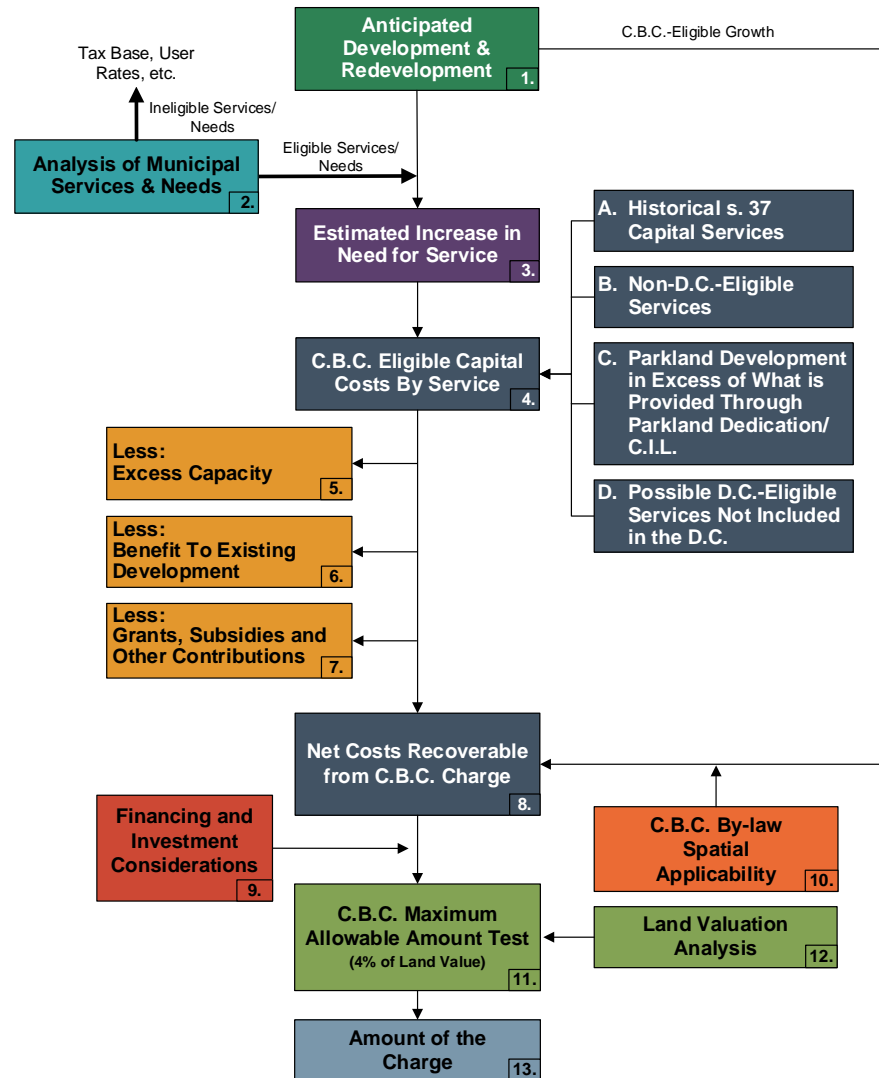 Anticipated
Development &
Redevelopment
1.
C.B.C.-Eligible Growth
Tax Base, User
Rates, etc.
Ineligible Services/
Needs
Analysis of Municipal
Services & Needs
2.
Eligible Services/
Needs
Estimated Increase in
Need for Service
3.
C.B.C. Eligible Capital
Costs By Service
4.
A. Historical s. 37
Capital Services
B. Non-D.C.-Eligible
Services
C. Parkland Development
in Excess of What is
Provided Through
Parkland Dedication/
C.I.L.
D. Possible D.C.-Eligible
Services Not Included
in the D.C.
Less:
Excess Capacity
5.
Less:
Benefit To Existing
Development
6.
Less:
Grants, Subsidies and
Other Contributions
7.
Net Costs Recoverable
from C.B.C. Charge
8.
Financing and
Investment
Considerations
9.
C.B.C. By-law
Spatial
Applicability
10.
C.B.C. Maximum
Allowable Amount Test
(4% of Land Value)
11.
Land Valuation
Analysis
12.
Amount of the
Charge
13.